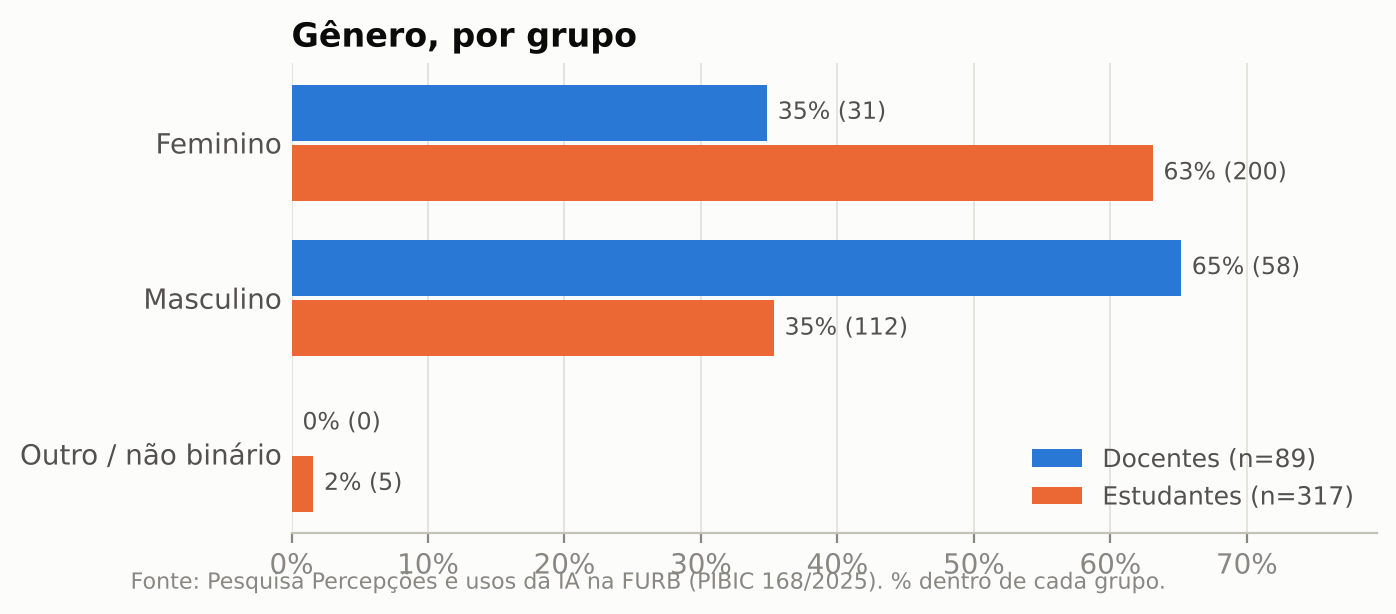 Gênero, por grupo
Feminino
35% (31)
63% (200)
Masculino
65% (58)
35% (112)
Outro / não binário
0% (0)
2% (5)
Docentes (n=89)
Estudantes (n=317)
0% 10% 20% 30% 40% 50% 60% 70%
Fonte: Pesquisa Percepções e usos da IA na FURB (PIBIC 168/2025). % dentro de cada grupo.